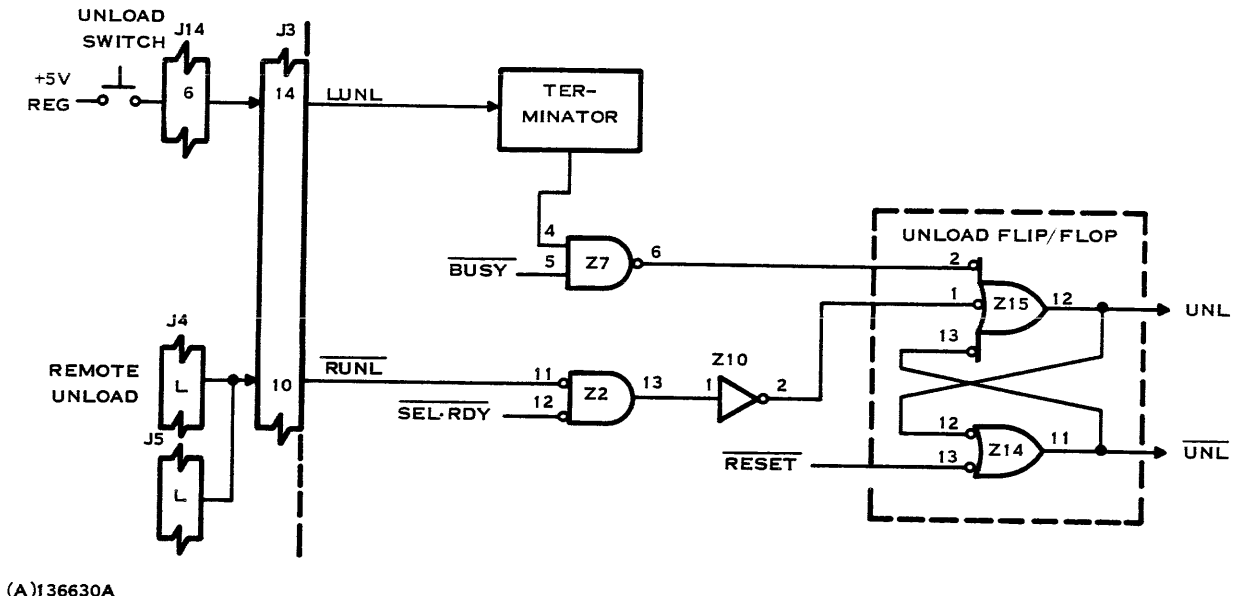 UNLOAD
SWITCH
J14
J3
+5V
REG
6
14
LUNL
TER-
MINATOR
4
5
BUSY
Z7
6
UNLOAD FLIP/FLOP
2
1
Z15
12
UNL
13
J4
REMOTE
UNLOAD
L
10
RUNL
11
12
SEL·RDY
Z2
13
Z10
1
2
J5
L
12
13
RESET
Z14
11
UNL
(A)136630A